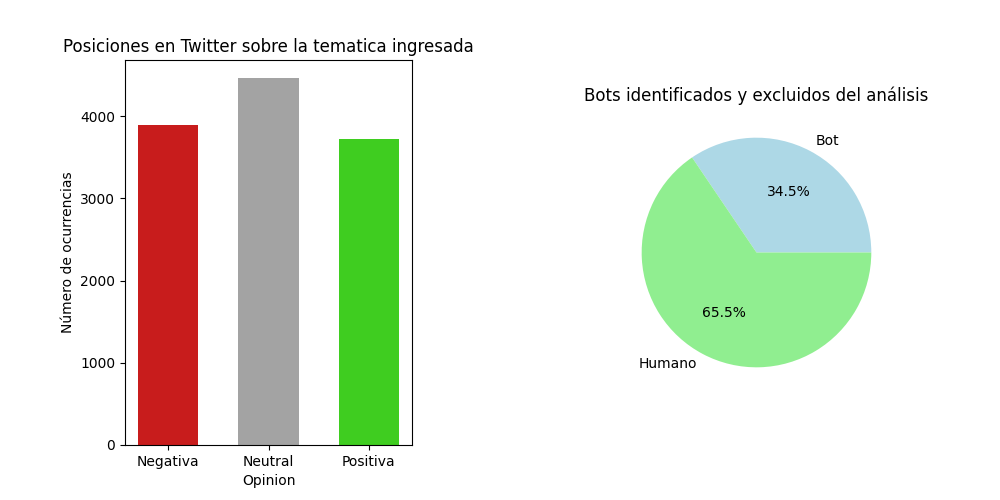 Posiciones en Twitter sobre la tematica ingresada
Número de ocurrencias
4000
3000
2000
1000
0
Negativa
Neutral
Positiva
Opinion
Bots identificados y excluidos del análisis
Bot
34.5%
65.5%
Humano